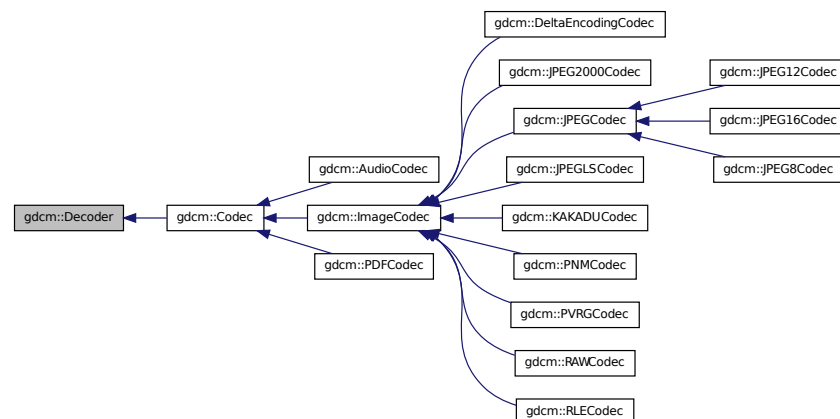 gdcm::DeltaEncodingCodec
gdcm::JPEG2000Codec
gdcm::JPEG12Codec
gdcm::JPEGCodec
gdcm::JPEG16Codec
gdcm::AudioCodec
gdcm::JPEGLSCodec
gdcm::JPEG8Codec
gdcm::Decoder
gdcm::Codec
gdcm::ImageCodec
gdcm::KAKADUCodec
gdcm::PDFCodec
gdcm::PNMCodec
gdcm::PVRGCodec
gdcm::RAWCodec
gdcm::RLECodec